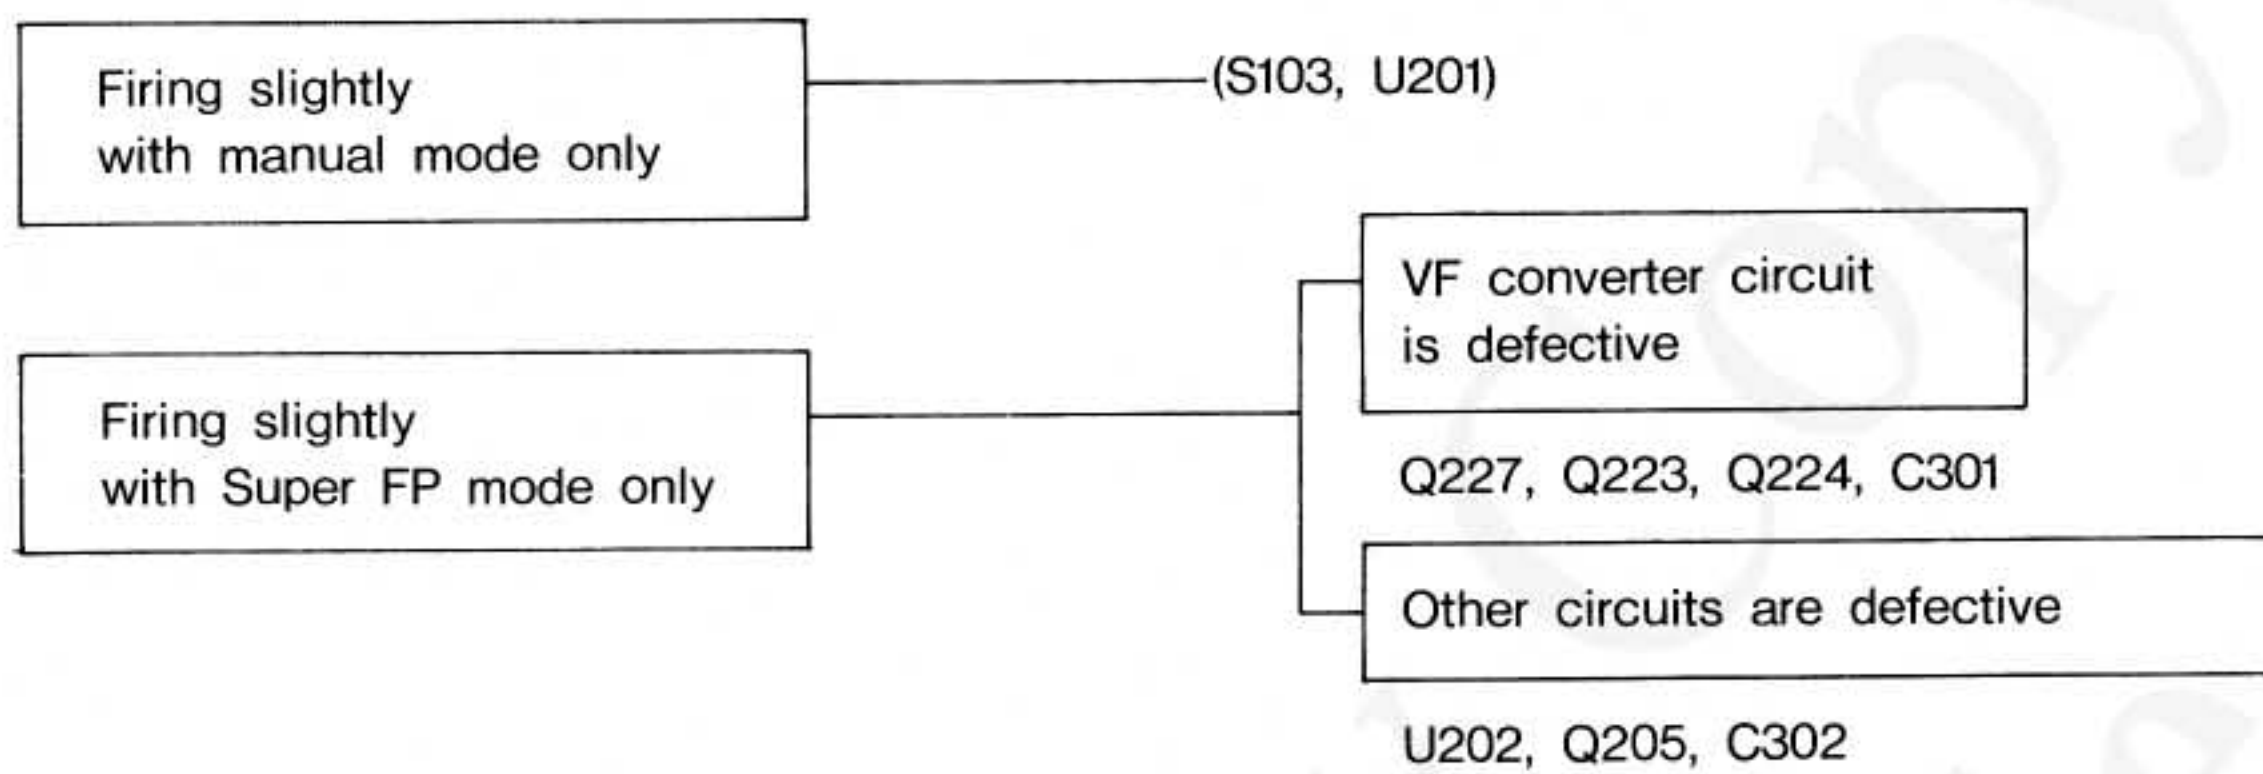 Firing slightly
with manual mode only
(S103, U201)
Firing slightly
with Super FP mode only
VF converter circuit
is defective
Q227, Q223, Q224, C301
Other circuits are defective
U202, Q205, C302